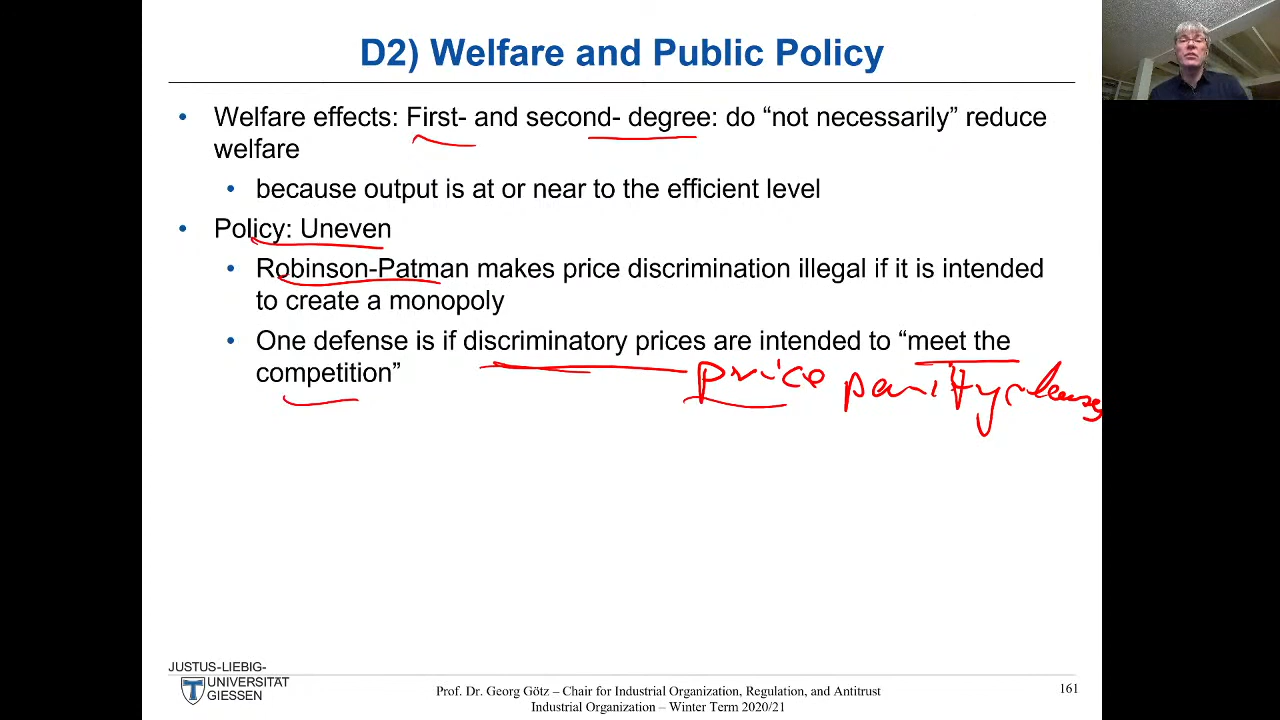 D2) Welfare and Public Policy
• Welfare effects: First- and second- degree: do “not necessarily” reduce
welfare
• because output is at or near to the efficient level
• Policy: Uneven
• Robinson-Patman makes price discrimination illegal if it is intended
to create a monopoly
• One defense is if discriminatory prices are intended to “meet the
competition”
price parity clauses
JUSTUS-LIEBIG-
UNIVERSITÄT
GIESSEN
Prof. Dr. Georg Götz – Chair for Industrial Organization, Regulation, and Antitrust
Industrial Organization – Winter Term 2020/21
161